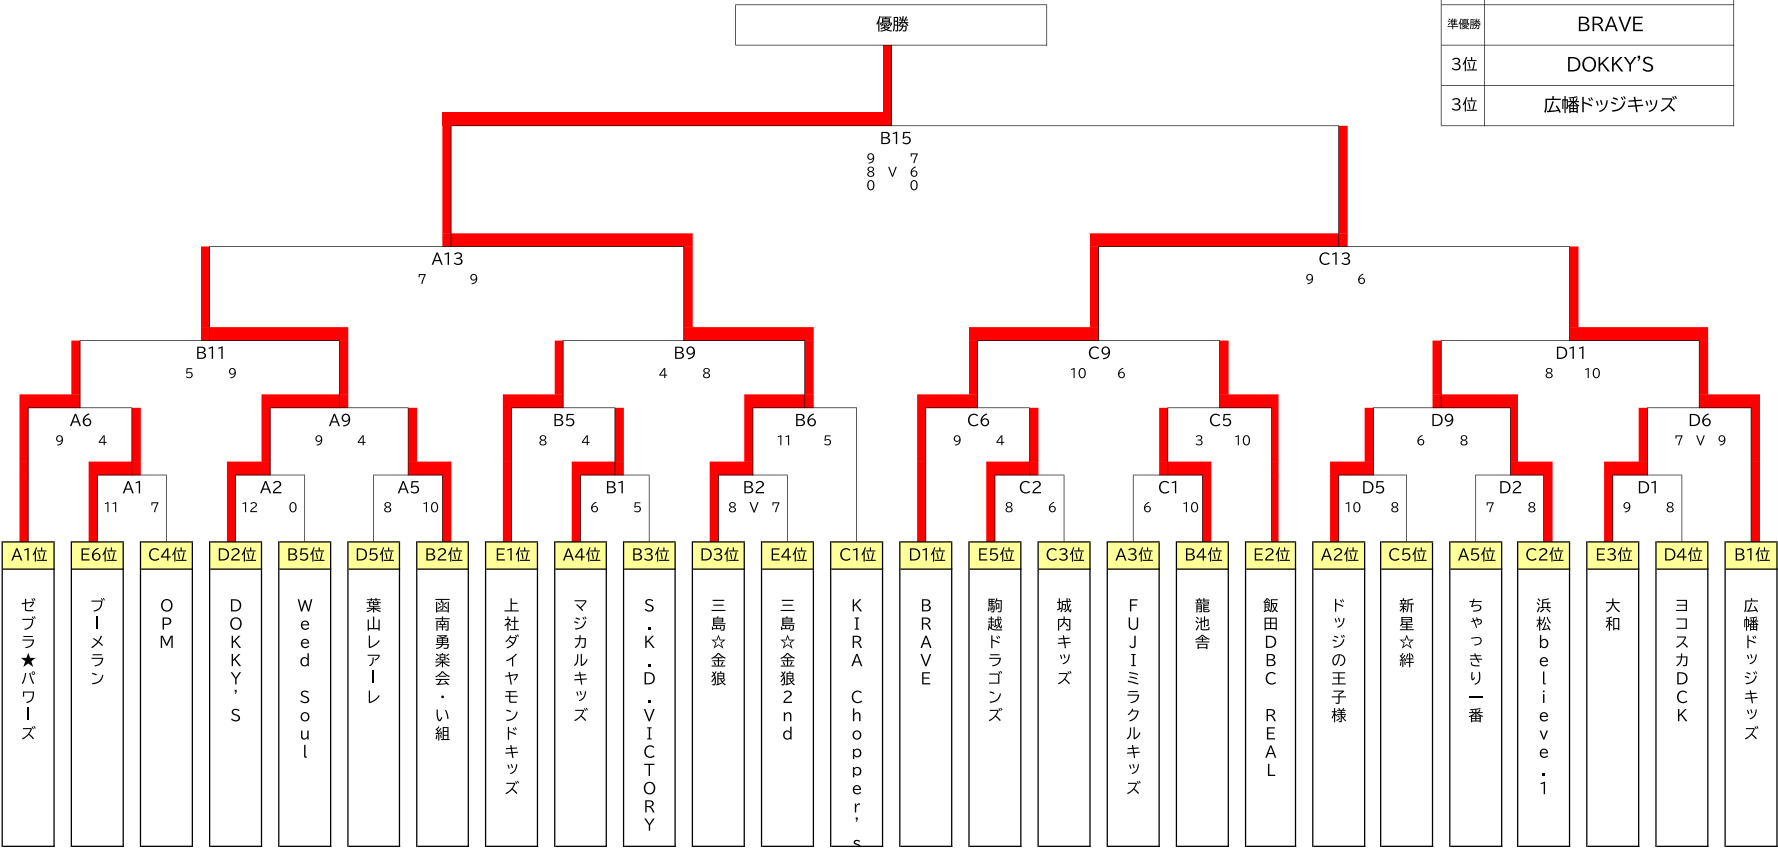 優勝
準優勝 BRAVE
3位 DOKKY'S
3位 広幡ドッジキッズ
B15
9 7
8 V 6
0 0
A13
7 9
C13
9 6
B11
5 9
B9
4 8
C9
10 6
D11
8 10
A6
9 4
A9
9 4
B5
8 4
B6
11 5
C6
9 4
C5
3 10
D9
6 8
D6
7 V 9
A1
11 7
A2
12 0
A5
8 10
B1
6 5
B2
8 V 7
C2
8 6
C1
6 10
D5
10 8
D2
7 8
D1
9 8
A1位 E6位 C4位 D2位 B5位 D5位 B2位 E1位 A4位 B3位 D3位 E4位 C1位 D1位 E5位 C3位 A3位 B4位 E2位 A2位 C5位 A5位 C2位 E3位 D4位 B1位
ゼブラ★パワーズ
ブーメラン
OPM
DOKKY'S
Weed Soul
葉山レアーレ
函南勇楽会・い組
上社ダイヤモンドキッズ
マジカルキッズ
S.K.D.VICTORY
三島☆金狼
三島☆金狼2nd
KIRA Chopper's
BRAVE
駒越ドラゴンズ
城内キッズ
FUJIミラクルキッズ
龍池舎
飯田DBC REAL
ドッジの王子様
新星☆絆
ちゃっきり一番
浜松believe.1
大和
ヨコスカDCK
広幡ドッジキッズ